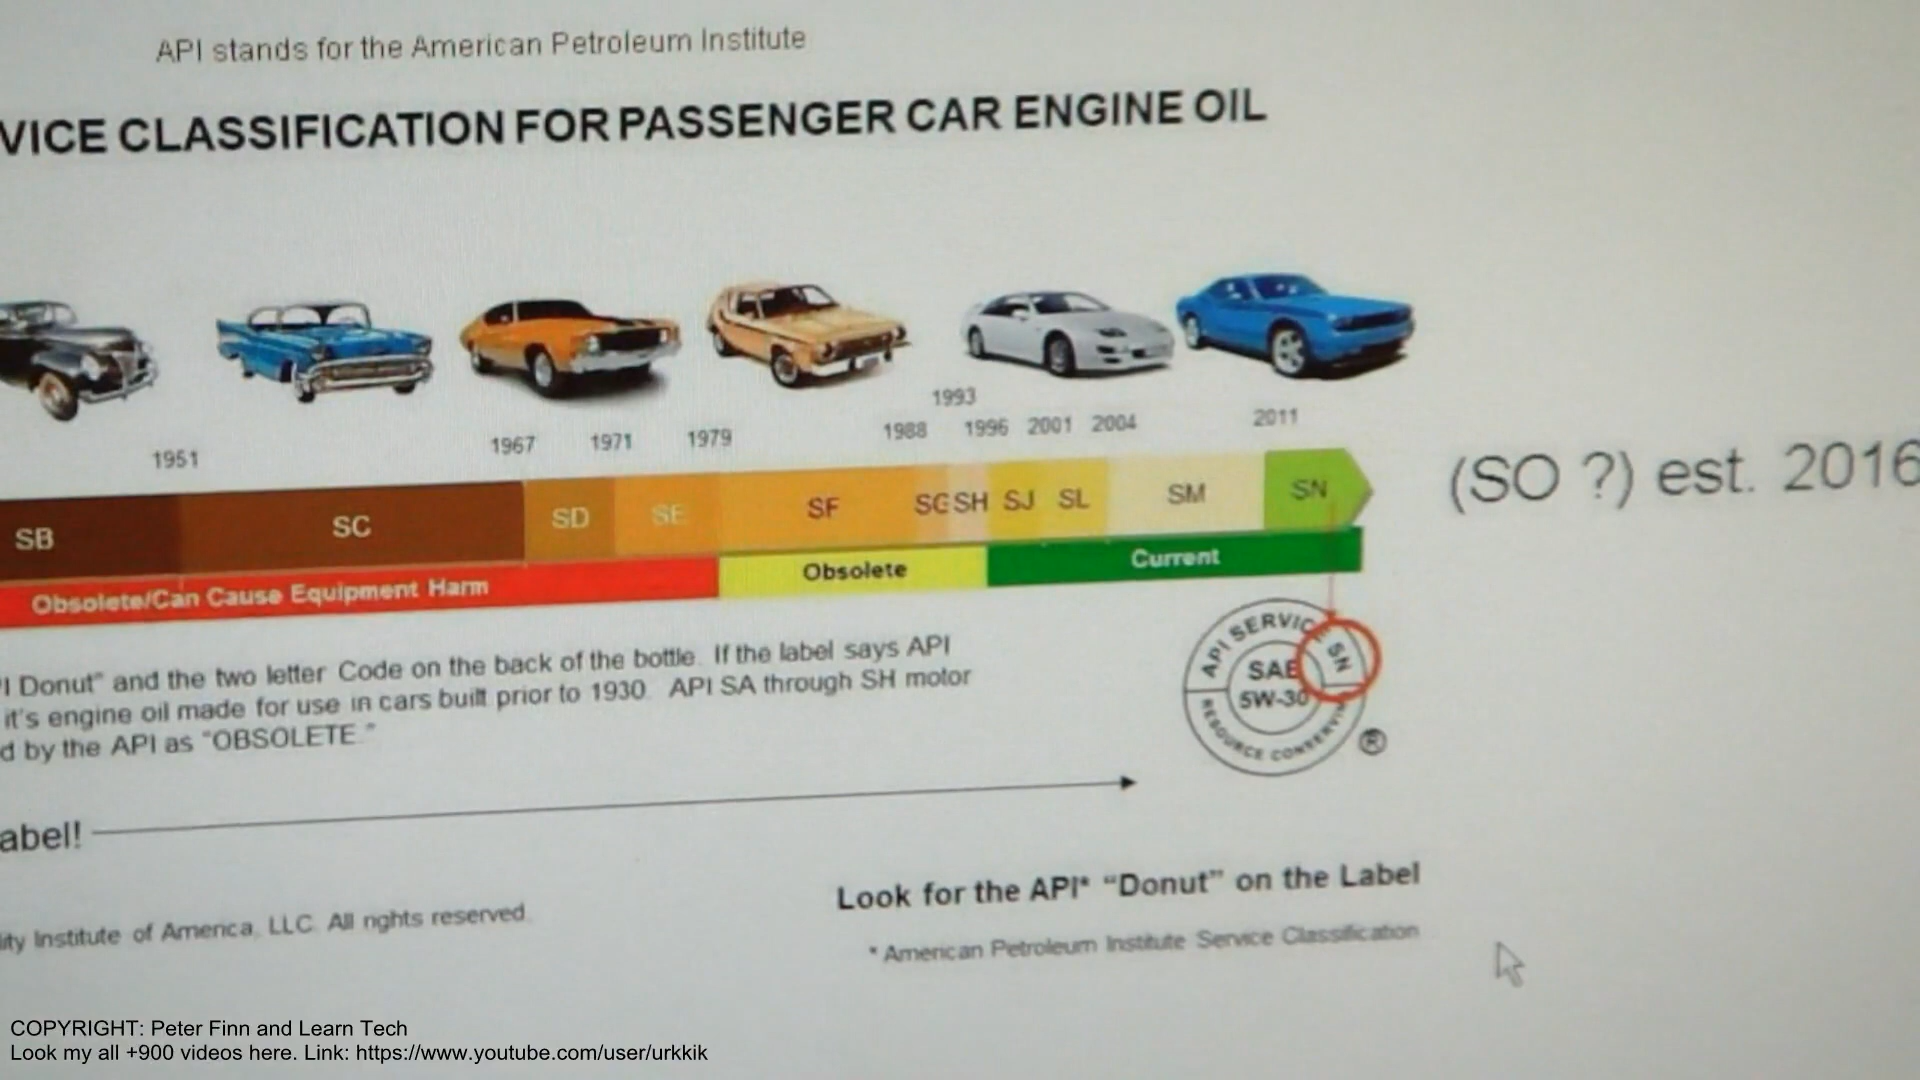 API stands for the American Petroleum Institute
VICE CLASSIFICATION FOR PASSENGER CAR ENGINE OIL
1993
1951 1967 1971 1979 1988 1996 2001 2004 2011
SB SC SD SE SF SG SH SJ SL SM SN (SO ?) est. 2016
Obsolete/Can Cause Equipment Harm Obsolete Current
I Donut" and the two letter Code on the back of the bottle. If the label says API
it's engine oil made for use in cars built prior to 1930. API SA through SH motor
d by the API as "OBSOLETE."
API SERVICE SN
SAE
5W-30
RESOURCE CONSERVIN
®
abel!
Look for the API* "Donut" on the Label
lity Institute of America, LLC. All rights reserved.
* American Petroleum Institute Service Classification
COPYRIGHT: Peter Finn and Learn Tech
Look my all +900 videos here. Link: https://www.youtube.com/user/urkkik